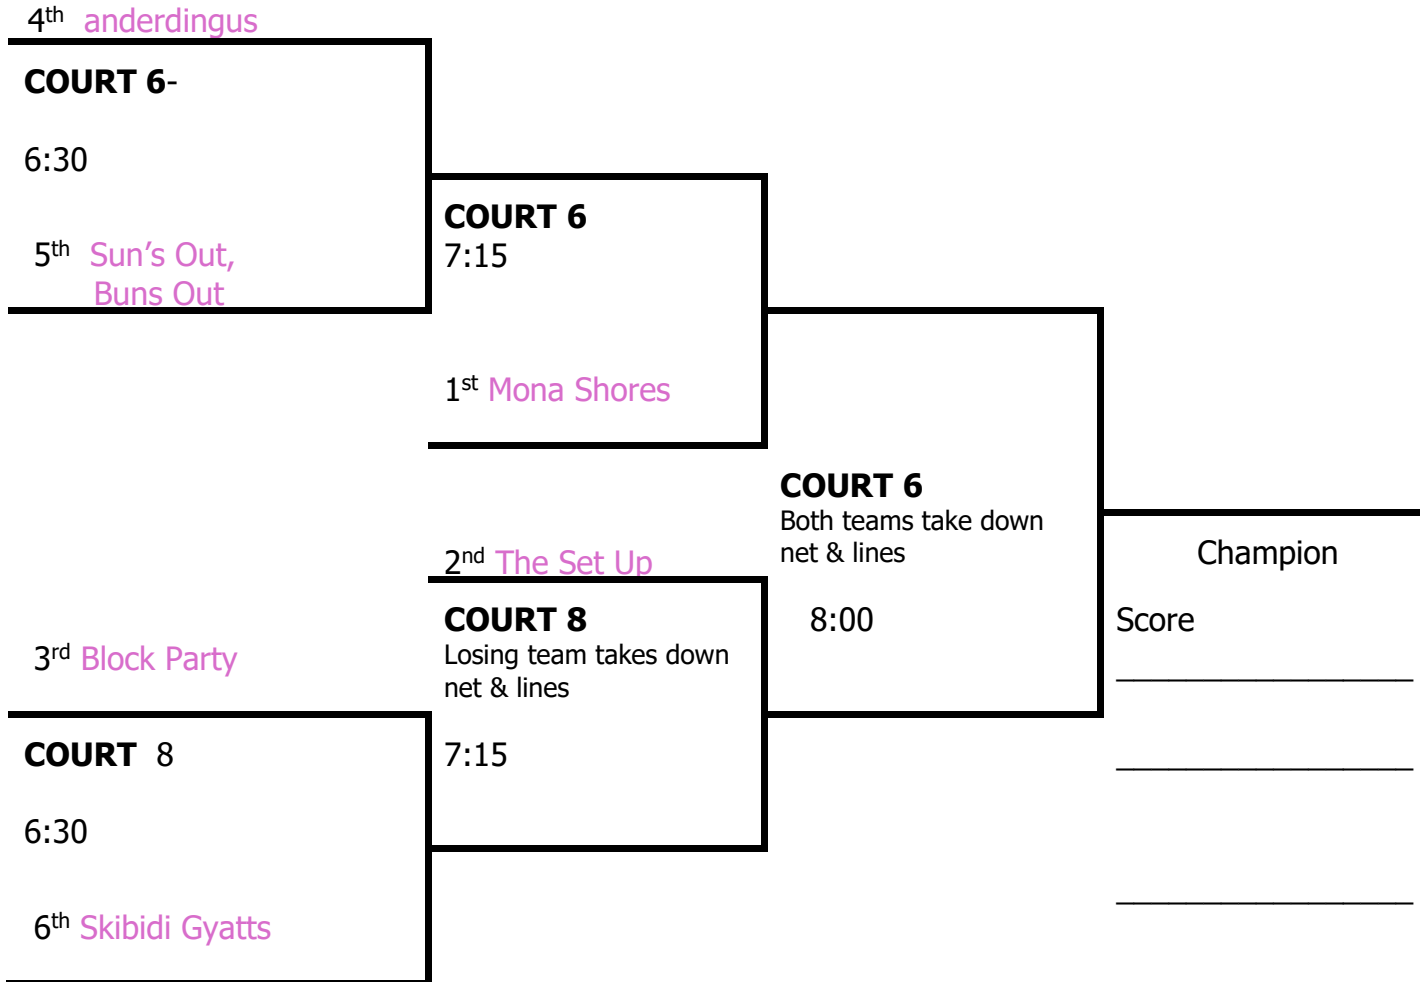 4th anderdingus
COURT 6-
6:30
5th Sun’s Out,
Buns Out
COURT 6
7:15
1st Mona Shores
COURT 6
Both teams take down
net & lines
8:00
2nd The Set Up
COURT 8
Losing team takes down
net & lines
7:15
3rd Block Party
COURT 8
6:30
6th Skibidi Gyatts
Champion
Score